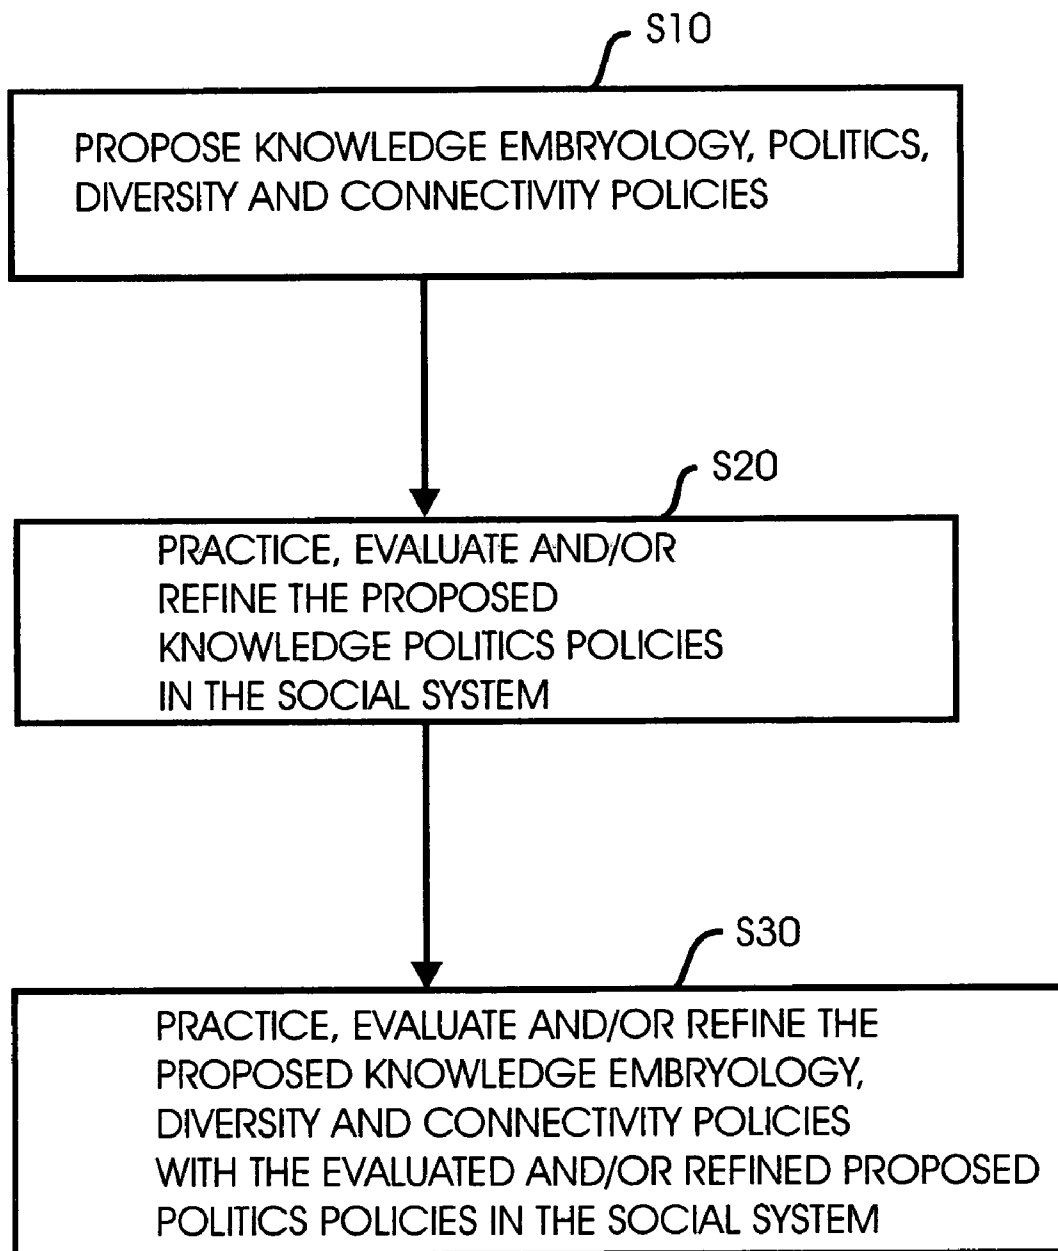 S10
PROPOSE KNOWLEDGE EMBRYOLOGY, POLITICS,
DIVERSITY AND CONNECTIVITY POLICIES
S20
PRACTICE, EVALUATE AND/OR
REFINE THE PROPOSED
KNOWLEDGE POLITICS POLICIES
IN THE SOCIAL SYSTEM
S30
PRACTICE, EVALUATE AND/OR REFINE THE
PROPOSED KNOWLEDGE EMBRYOLOGY,
DIVERSITY AND CONNECTIVITY POLICIES
WITH THE EVALUATED AND/OR REFINED PROPOSED
POLITICS POLICIES IN THE SOCIAL SYSTEM